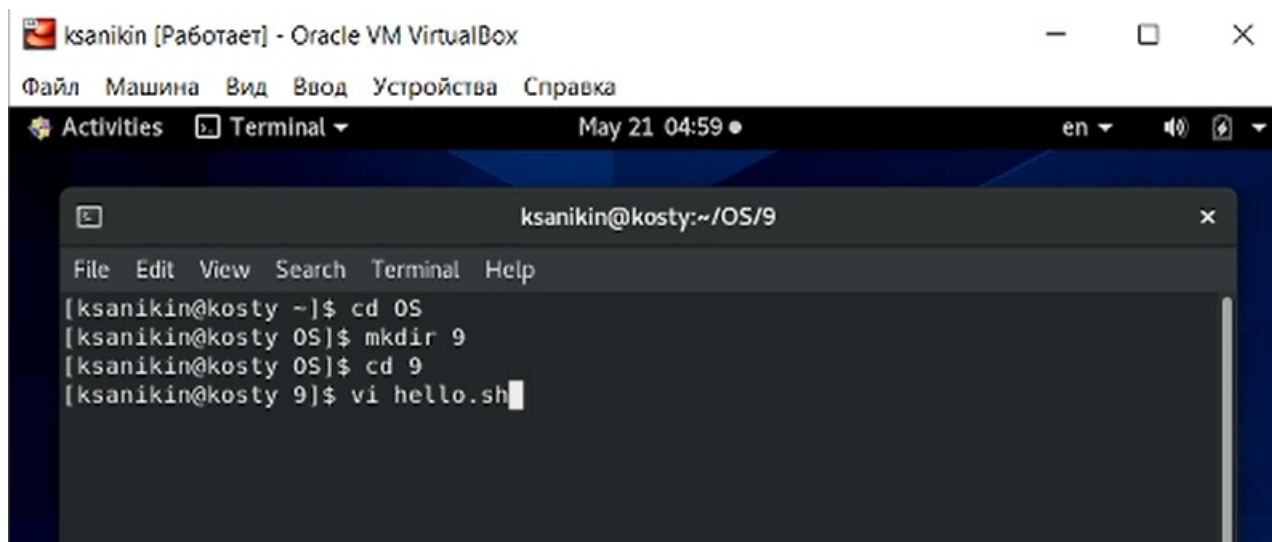 ksanikin [Работает] - Oracle VM VirtualBox
Файл Машина Вид Ввод Устройства Справка
Activities Terminal May 21 04:59 en
ksanikin@kosty:~/OS/9
File Edit View Search Terminal Help
[ksanikin@kosty ~]$ cd OS
[ksanikin@kosty OS]$ mkdir 9
[ksanikin@kosty OS]$ cd 9
[ksanikin@kosty 9]$ vi hello.sh